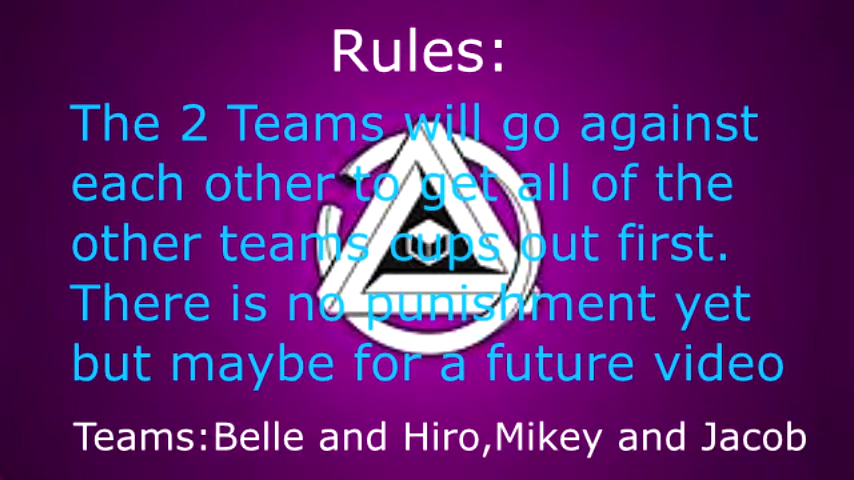 Rules:
The 2 Teams will go against
each other to get all of the
other teams cups out first.
There is no punishment yet
but maybe for a future video
Teams:Belle and Hiro,Mikey and Jacob